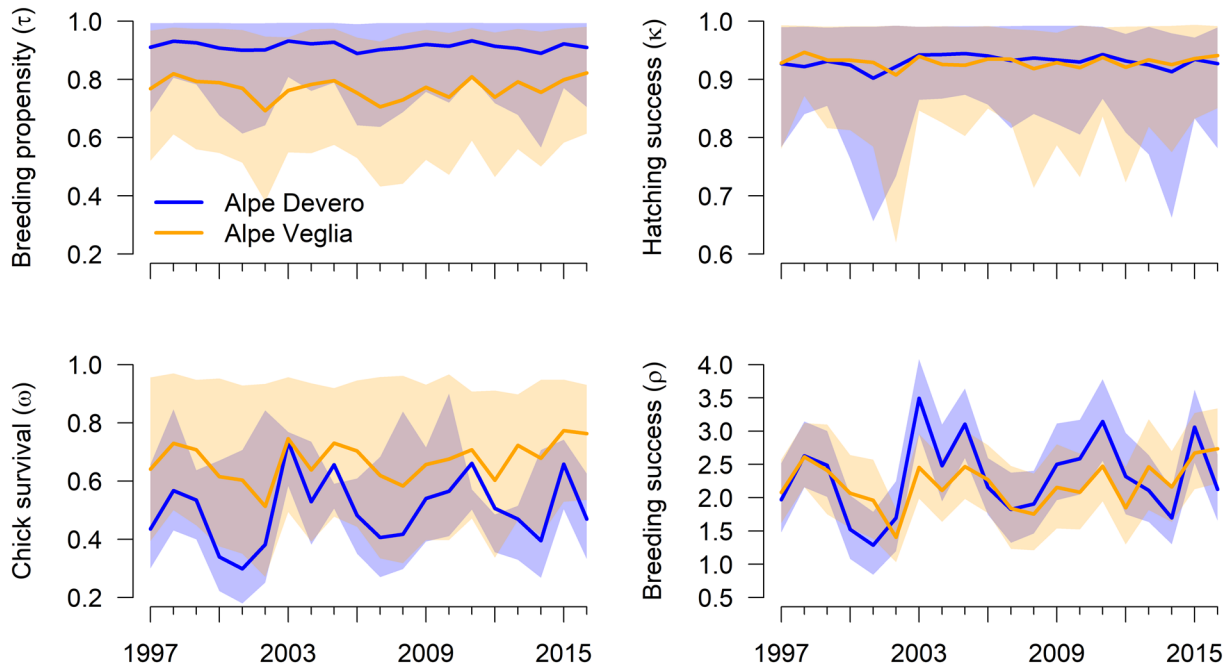 Breeding propensity (τ)
1.0
0.8
0.6
0.4
0.2
Alpe Devero
Alpe Veglia
Hatching success (κ)
1.0
0.9
0.8
0.7
0.6
Chick survival (ω)
1.0
0.8
0.6
0.4
0.2
1997 2003 2009 2015
Breeding success (ρ)
4.0
3.5
3.0
2.5
2.0
1.5
1.0
0.5
1997 2003 2009 2015